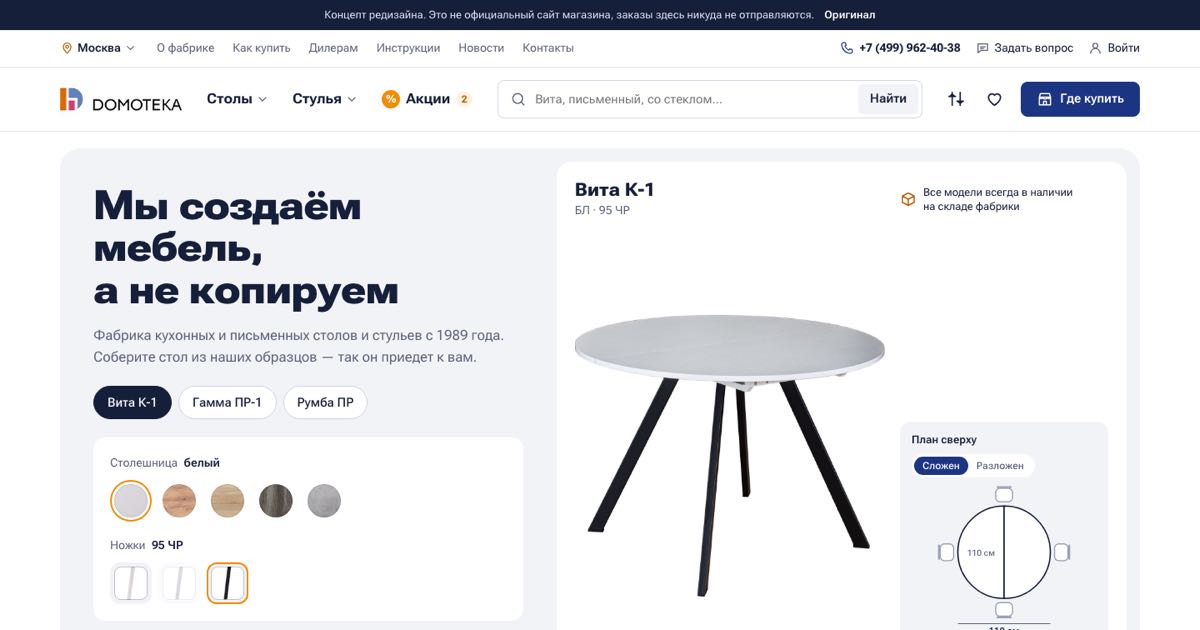 Концепт редизайна. Это не официальный сайт магазина, заказы здесь никуда не отправляются. Оригинал
Москва О фабрике Как купить Дилерам Инструкции Новости Контакты +7 (499) 962-40-38 Задать вопрос Войти
DOMOTEKA Столы Стулья % Акции 2 Вита, письменный, со стеклом... Найти Где купить
Мы создаём
мебель,
а не копируем
Фабрика кухонных и письменных столов и стульев с 1989 года.
Соберите стол из наших образцов — так он приедет к вам.
Вита К-1 Гамма ПР-1 Румба ПР
Столешница белый
Ножки 95 ЧР
Вита К-1
БЛ · 95 ЧР
Все модели всегда в наличии
на складе фабрики
План сверху
Сложен Разложен
110 см
110 см